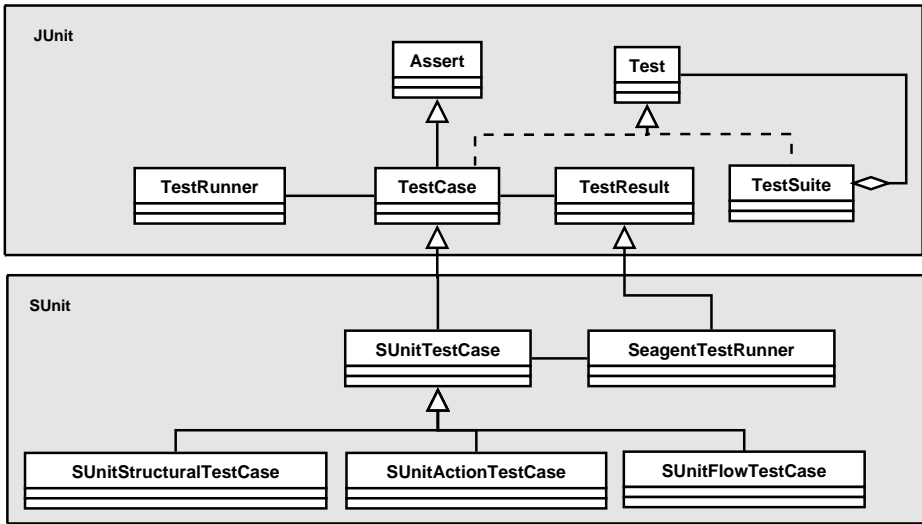 JUnit
Assert
Test
TestRunner
TestCase
TestResult
TestSuite
SUnit
SUnitTestCase
SeagentTestRunner
SUnitStructuralTestCase
SUnitActionTestCase
SUnitFlowTestCase